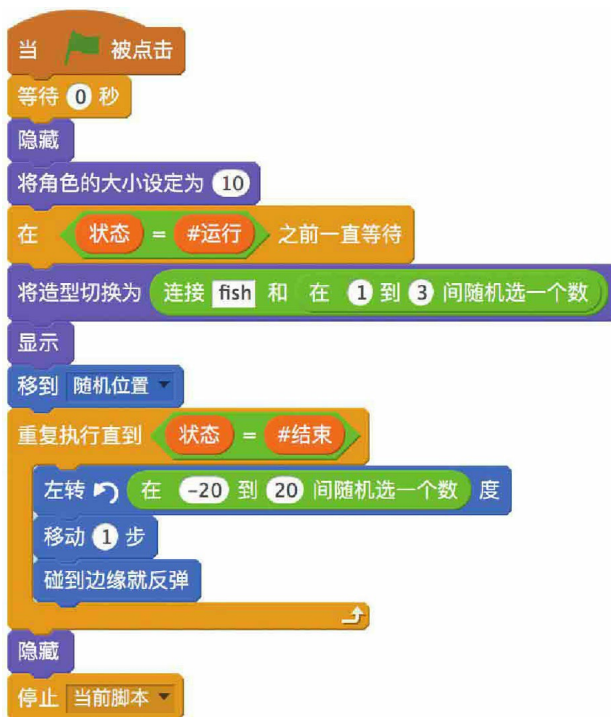 当 被点击
等待 0 秒
隐藏
将角色的大小设定为 10
在 状态 = #运行 之前一直等待
将造型切换为 连接 fish 和 在 1 到 3 间随机选一个数
显示
移到 随机位置
重复执行直到 状态 = #结束
左转 在 -20 到 20 间随机选一个数 度
移动 1 步
碰到边缘就反弹
隐藏
停止 当前脚本